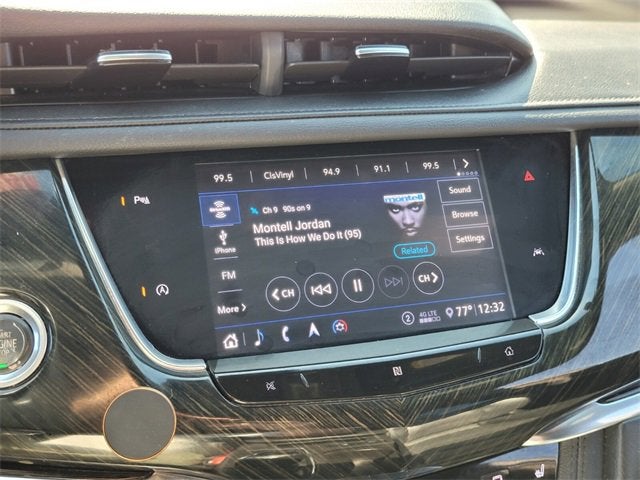 99.5 ClsVinyl 94.9 91.1 99.5
Ch 9 90s on 9
montell
Sound
Montell Jordan
This Is How We Do It (95)
Browse
iPhone
Settings
Related
FM
CH
CH
More
2 4G LTE 77° 12:32